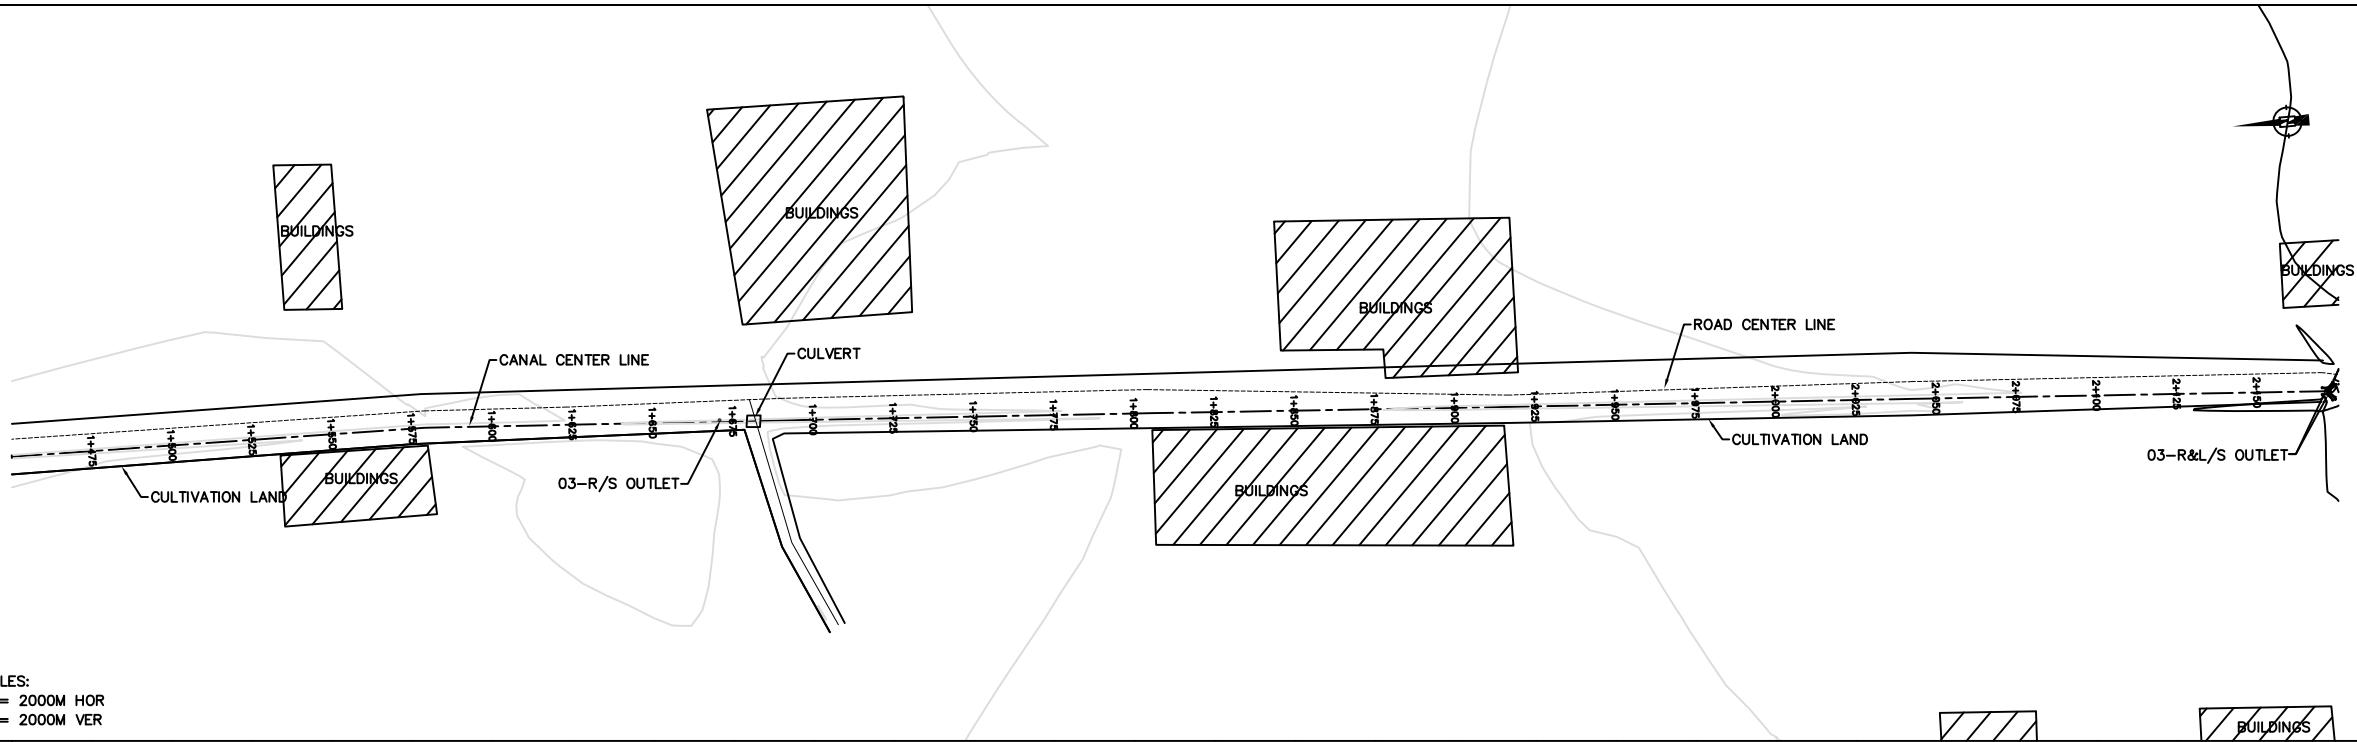 BUILDINGS
BUILDINGS
BUILDINGS
BUILDINGS
ROAD CENTER LINE
CANAL CENTER LINE
CULVERT
1+475
1+500
1+525
1+550
1+575
1+600
1+625
1+650
1+675
1+700
1+725
1+750
1+775
1+800
1+825
1+850
1+875
1+900
1+925
1+950
1+975
2+000
2+025
2+050
2+075
2+100
2+125
2+150
CULTIVATION LAND
03-R&L/S OUTLET
BUILDINGS
03-R/S OUTLET
BUILDINGS
CULTIVATION LAND
LES:
= 2000M HOR
= 2000M VER
BUILDINGS